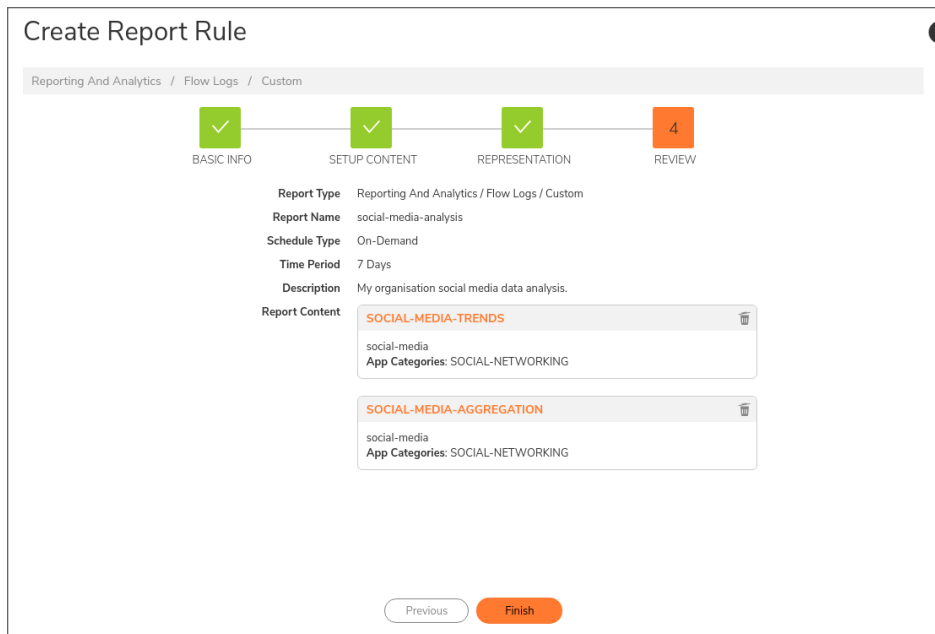 Create Report Rule
Reporting And Analytics / Flow Logs / Custom
4
BASIC INFO SETUP CONTENT REPRESENTATION REVIEW
Report Type Reporting And Analytics / Flow Logs / Custom
Report Name social-media-analysis
Schedule Type On-Demand
Time Period 7 Days
Description My organisation social media data analysis.
Report Content
SOCIAL-MEDIA-TRENDS
social-media
App Categories: SOCIAL-NETWORKING
SOCIAL-MEDIA-AGGREGATION
social-media
App Categories: SOCIAL-NETWORKING
Previous Finish